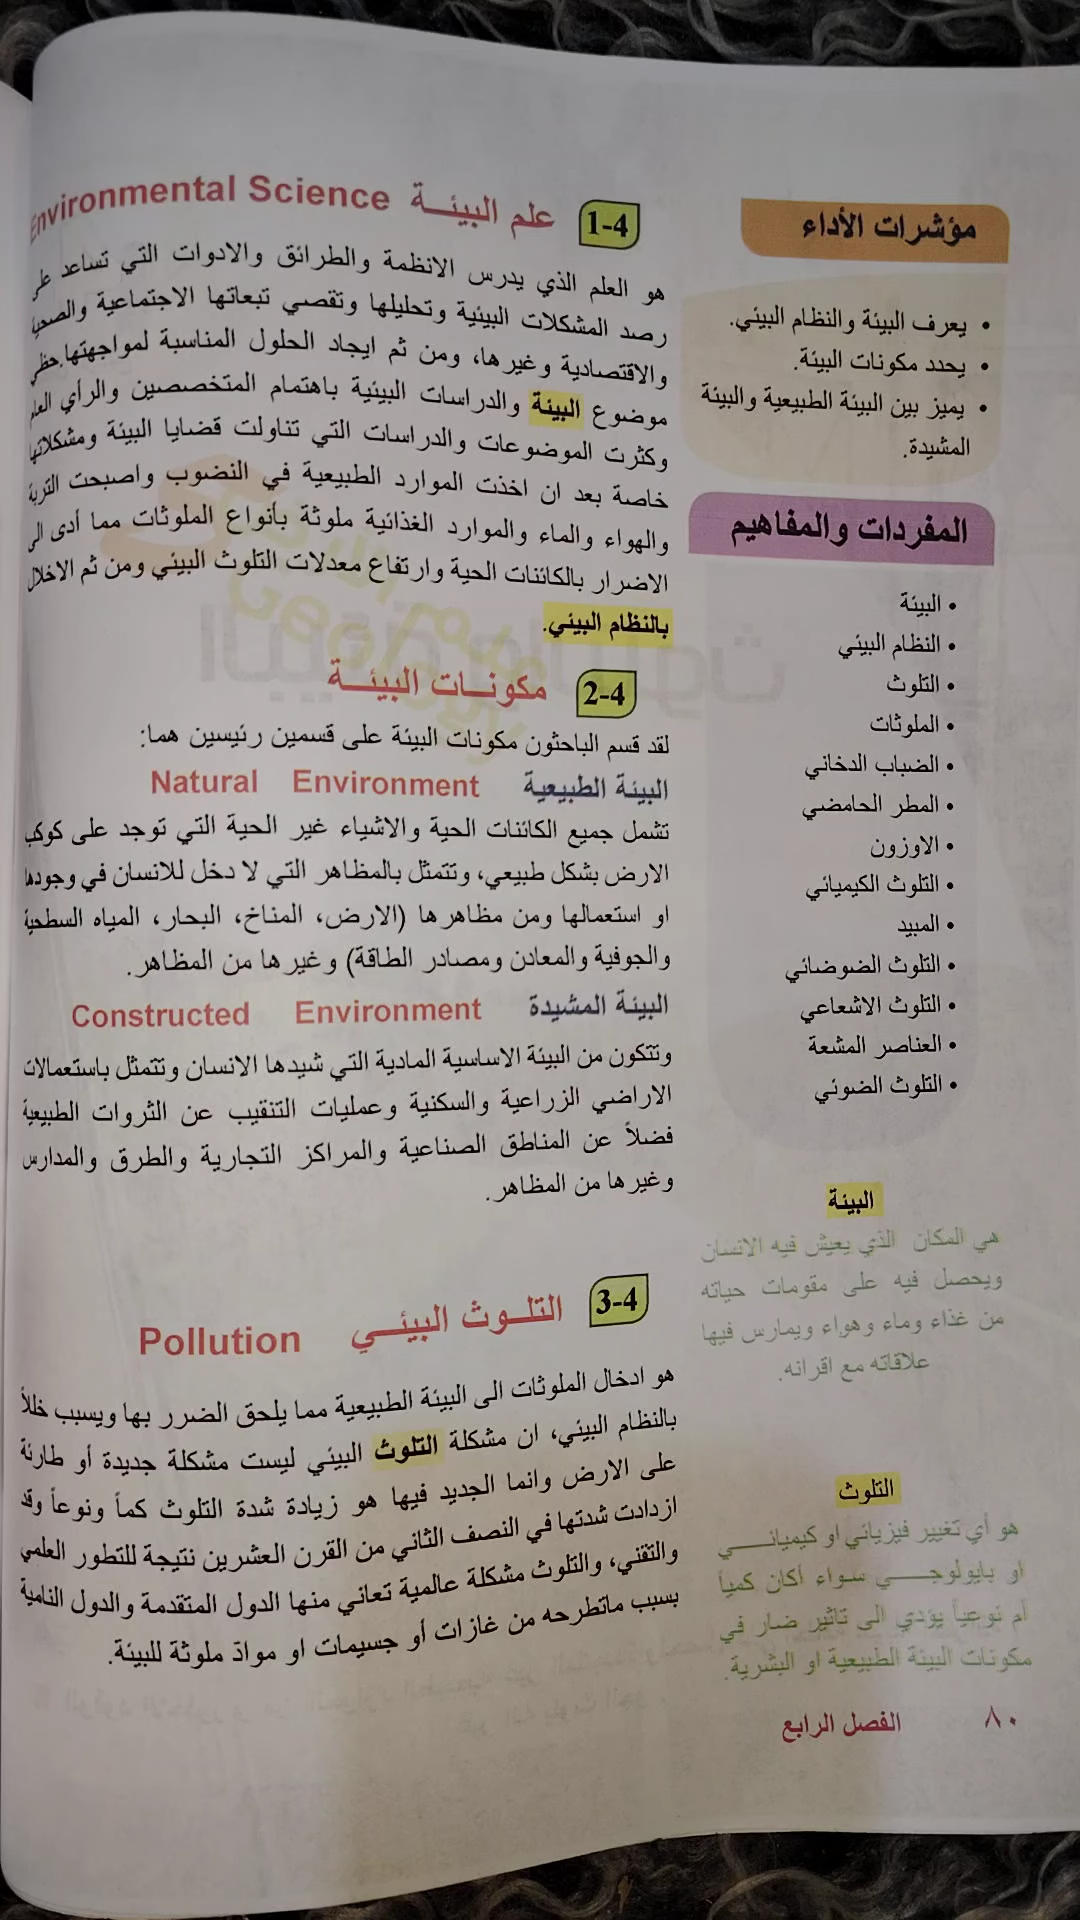 مؤشرات الأداء
• يعرف البيئة والنظام البيئي.
• يحدد مكونات البيئة.
• يميز بين البيئة الطبيعية والبيئة
المشيدة.
المفردات والمفاهيم
• البيئة
• النظام البيئي
• التلوث
• الملوثات
• الضباب الدخاني
• المطر الحامضي
• الاوزون
• التلوث الكيميائي
• المبيد
• التلوث الضوضائي
• التلوث الاشعاعي
• العناصر المشعة
• التلوث الضوئي
البيئة
هي المكان الذي يعيش فيه الانسان
ويحصل فيه على مقومات حياته
من غذاء وماء وهواء ويمارس فيها
علاقاته مع اقرانه.
التلوث
هو أي تغيير فيزيائي او كيميائـــــي
او بايولوجـــــي سواء أكان كمياً
أم نوعياً يؤدي الى تاثير ضار في
مكونات البيئة الطبيعية او البشرية.
1-4 علم البيئـــة Environmental Science
هو العلم الذي يدرس الانظمة والطرائق والادوات التي تساعد على
رصد المشكلات البيئية وتحليلها وتقصي تبعاتها الاجتماعية والصحية
والاقتصادية وغيرها، ومن ثم ايجاد الحلول المناسبة لمواجهتها.حظي
موضوع البيئة والدراسات البيئية باهتمام المتخصصين والرأي العام
وكثرت الموضوعات والدراسات التي تناولت قضايا البيئة ومشكلاتها
خاصة بعد ان اخذت الموارد الطبيعية في النضوب واصبحت التربة
والهواء والماء والموارد الغذائية ملوثة بأنواع الملوثات مما أدى الى
الاضرار بالكائنات الحية وارتفاع معدلات التلوث البيئي ومن ثم الاخلال
بالنظام البيئي.
2-4 مكونـــات البيئـــة
لقد قسم الباحثون مكونات البيئة على قسمين رئيسين هما:
البيئة الطبيعية Natural Environment
تشمل جميع الكائنات الحية والاشياء غير الحية التي توجد على كوكب
الارض بشكل طبيعي، وتتمثل بالمظاهر التي لا دخل للانسان في وجودها
او استعمالها ومن مظاهرها (الارض، المناخ، البحار، المياه السطحية
والجوفية والمعادن ومصادر الطاقة) وغيرها من المظاهر.
البيئة المشيدة Constructed Environment
وتتكون من البيئة الاساسية المادية التي شيدها الانسان وتتمثل باستعمالات
الاراضي الزراعية والسكنية وعمليات التنقيب عن الثروات الطبيعية
فضلاً عن المناطق الصناعية والمراكز التجارية والطرق والمدارس
وغيرها من المظاهر.
3-4 التلـــوث البيئـــي Pollution
هو ادخال الملوثات الى البيئة الطبيعية مما يلحق الضرر بها ويسبب خللاً
بالنظام البيئي، ان مشكلة التلوث البيئي ليست مشكلة جديدة أو طارئة
على الارض وانما الجديد فيها هو زيادة شدة التلوث كماً ونوعاً وقد
ازدادت شدتها في النصف الثاني من القرن العشرين نتيجة للتطور العلمي
والتقني، والتلوث مشكلة عالمية تعاني منها الدول المتقدمة والدول النامية
بسبب ماتطرحه من غازات أو جسيمات او موادّ ملوثة للبيئة.
٨٠ الفصل الرابع